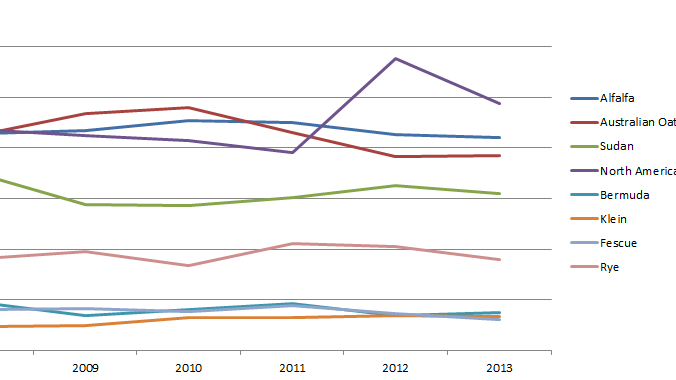 Alfalfa
Australian Oat
Sudan
North America
Bermuda
Klein
Fescue
Rye
2009 2010 2011 2012 2013